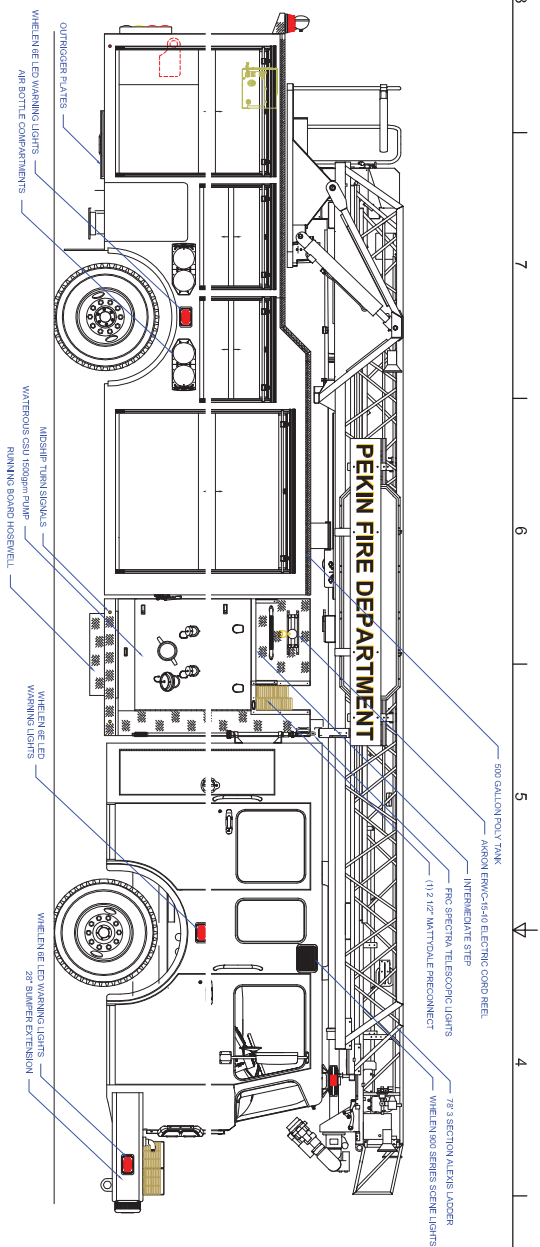 8
7
6
5
4
500 GALLON POLY TANK
AKRON ERWC-15-10 ELECTRIC CORD REEL
INTERMEDIATE STEP
FRC SPECTRA TELESCOPIC LIGHTS
(1) 2 1/2" MATTYDALE PRECONNECT
78' 3 SECTION ALEXIS LADDER
WHELEN 900 SERIES SCENE LIGHTS
PEKIN FIRE DEPARTMENT
OUTRIGGER PLATES
WHELEN 6E LED WARNING LIGHTS
AIR BOTTLE COMPARTMENTS
MIDSHIP TURN SIGNALS
WATEROUS CSU 1500gpm PUMP
RUNNING BOARD HOSEWELL
WHELEN 6E LED
WARNING LIGHTS
WHELEN 6E LED WARNING LIGHTS
28" BUMPER EXTENSION